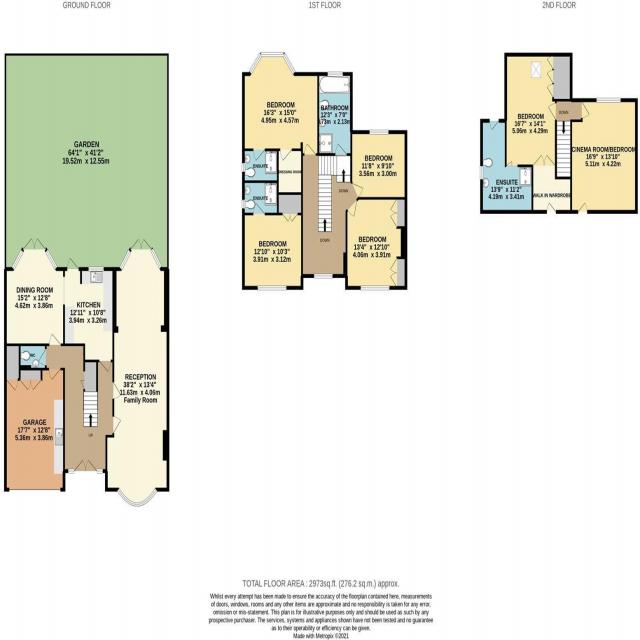 GROUND FLOOR
1ST FLOOR
2ND FLOOR
GARDEN
64'1" x 41'2"
19.52m x 12.55m
DINING ROOM
15'2" x 12'8"
4.62m x 3.86m
KITCHEN
12'11" x 10'8"
3.94m x 3.26m
WC
RECEPTION
38'2" x 13'4"
11.63m x 4.06m
Family Room
GARAGE
17'7" x 12'8"
5.36m x 3.86m
UP
BEDROOM
16'3" x 15'0"
4.95m x 4.57m
BATHROOM
12'3" x 7'0"
3.73m x 2.13m
BEDROOM
11'8" x 9'10"
3.56m x 3.00m
ENSUITE
DRESSING ROOM
ENSUITE
DOWN
DOWN
BEDROOM
12'10" x 10'3"
3.91m x 3.12m
BEDROOM
13'4" x 12'10"
4.06m x 3.91m
BEDROOM
16'7" x 14'1"
5.06m x 4.29m
DOWN
CINEMA ROOM/BEDROOM
16'9" x 13'10"
5.11m x 4.22m
ENSUITE
13'9" x 11'2"
4.19m x 3.41m
WALK IN WARDROBE
TOTAL FLOOR AREA : 2973sq.ft. (276.2 sq.m.) approx.
Whilst every attempt has been made to ensure the accuracy of the floorplan contained here, measurements
of doors, windows, rooms and any other items are approximate and no responsibility is taken for any error,
omission or mis-statement. This plan is for illustrative purposes only and should be used as such by any
prospective purchaser. The services, systems and appliances shown have not been tested and no guarantee
as to their operability or efficiency can be given.
Made with Metropix ©2021